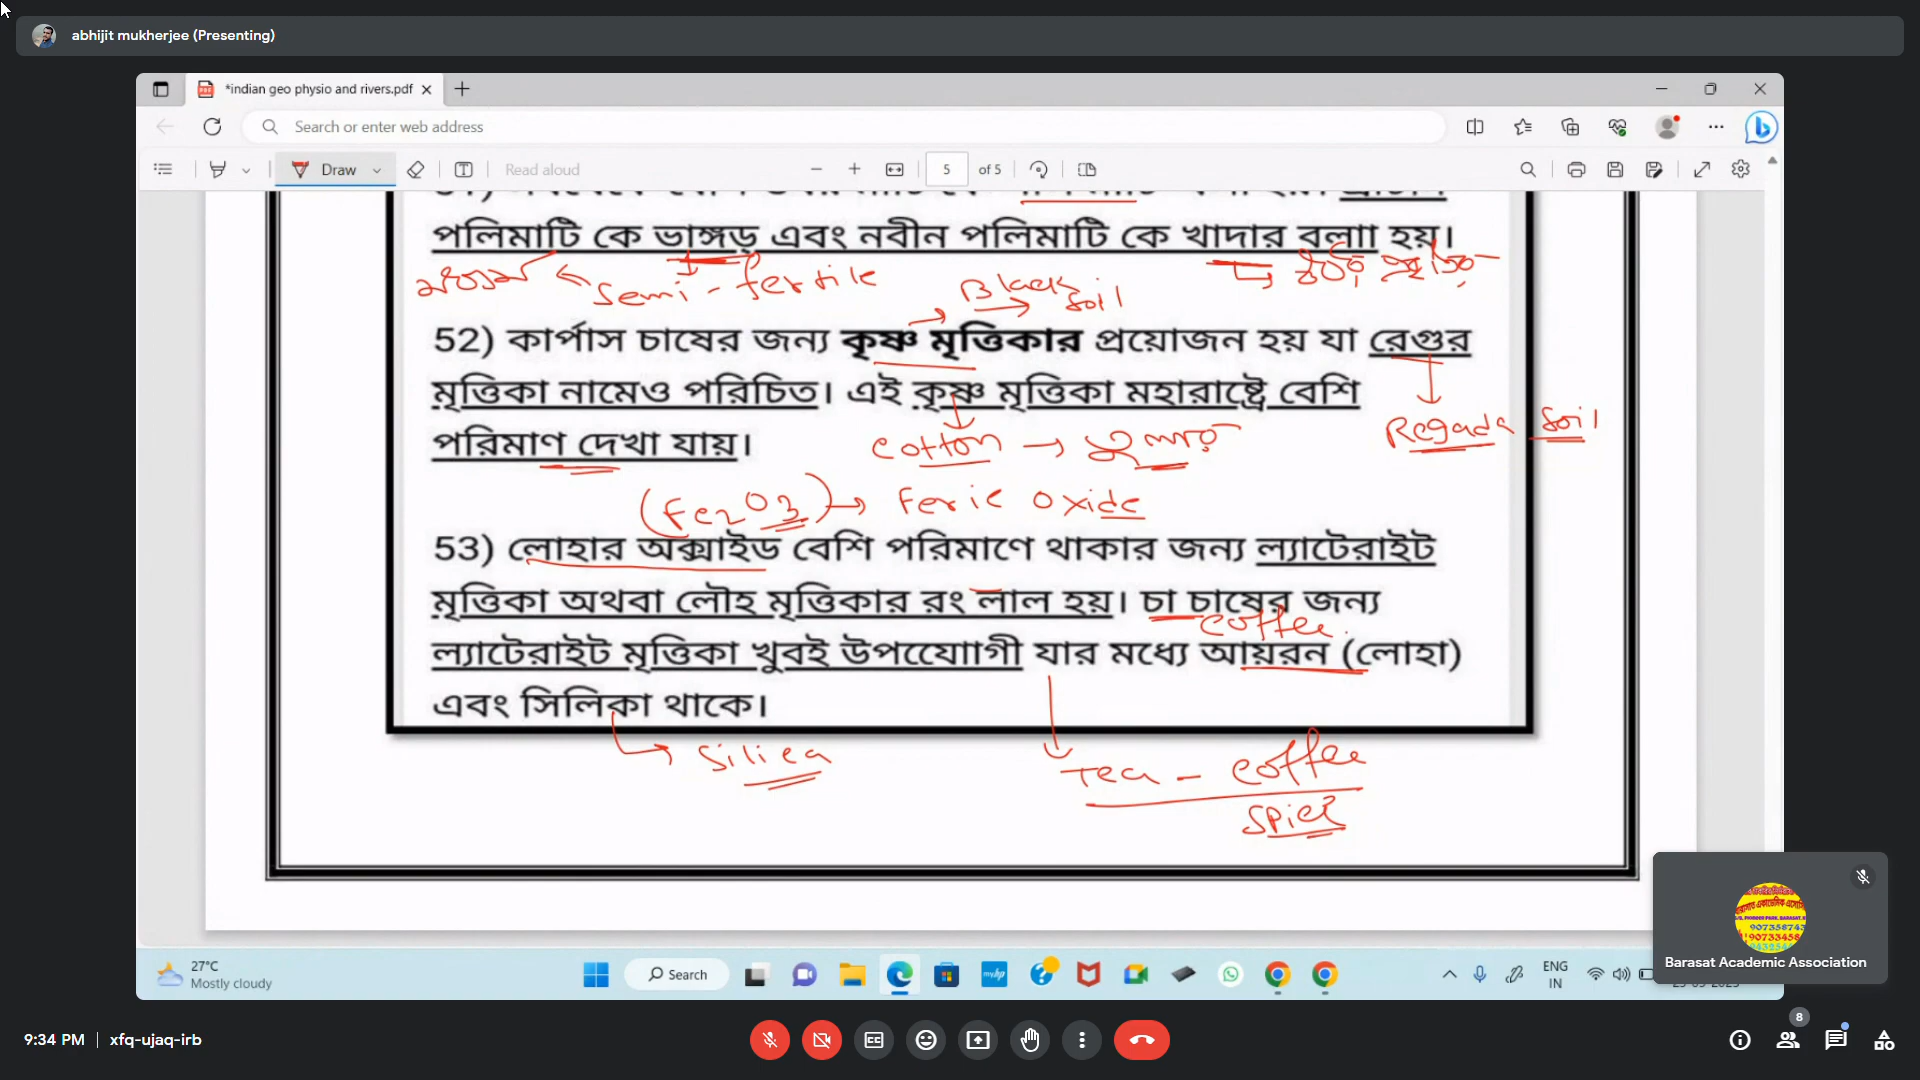 abhijit mukherjee (Presenting)
*indian geo physio and rivers.pdf
Search or enter web address
Draw
Read aloud
5 of 5
পলিমাটি কে ভাঙ্গড় এবং নবীন পলিমাটি কে খাদার বলাা হয়।
semi - fertile
Black
soil
52) কার্পাস চাষের জন্য কৃষ্ণ মৃত্তিকার প্রয়োজন হয় যা রেগুর
মৃত্তিকা নামেও পরিচিত। এই কৃষ্ণ মৃত্তিকা মহারাষ্ট্রে বেশি
Regada soil
পরিমাণ দেখা যায়।
cotton →
(Fe2O3) → Feric Oxide
53) লোহার অক্সাইড বেশি পরিমাণে থাকার জন্য ল্যাটেরাইট
মৃত্তিকা অথবা লৌহ মৃত্তিকার রং লাল হয়। চা চাষের জন্য
coffee
ল্যাটেরাইট মৃত্তিকা খুবই উপযোোগী যার মধ্যে আয়রন (লোহা)
এবং সিলিকা থাকে।
Silica
Tea - coffee
27°C
Mostly cloudy
Search
ENG
IN
Barasat Academic Association
9:34 PM | xfq-ujaq-irb
8